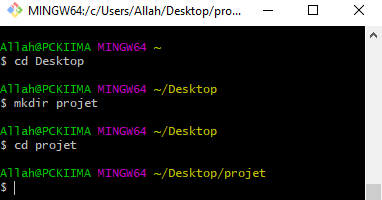 MINGW64:/c/Users/Allah/Desktop/pro...
Allah@PCKIIMA MINGW64 ~
$ cd Desktop
Allah@PCKIIMA MINGW64 ~/Desktop
$ mkdir projet
Allah@PCKIIMA MINGW64 ~/Desktop
$ cd projet
Allah@PCKIIMA MINGW64 ~/Desktop/projet
$